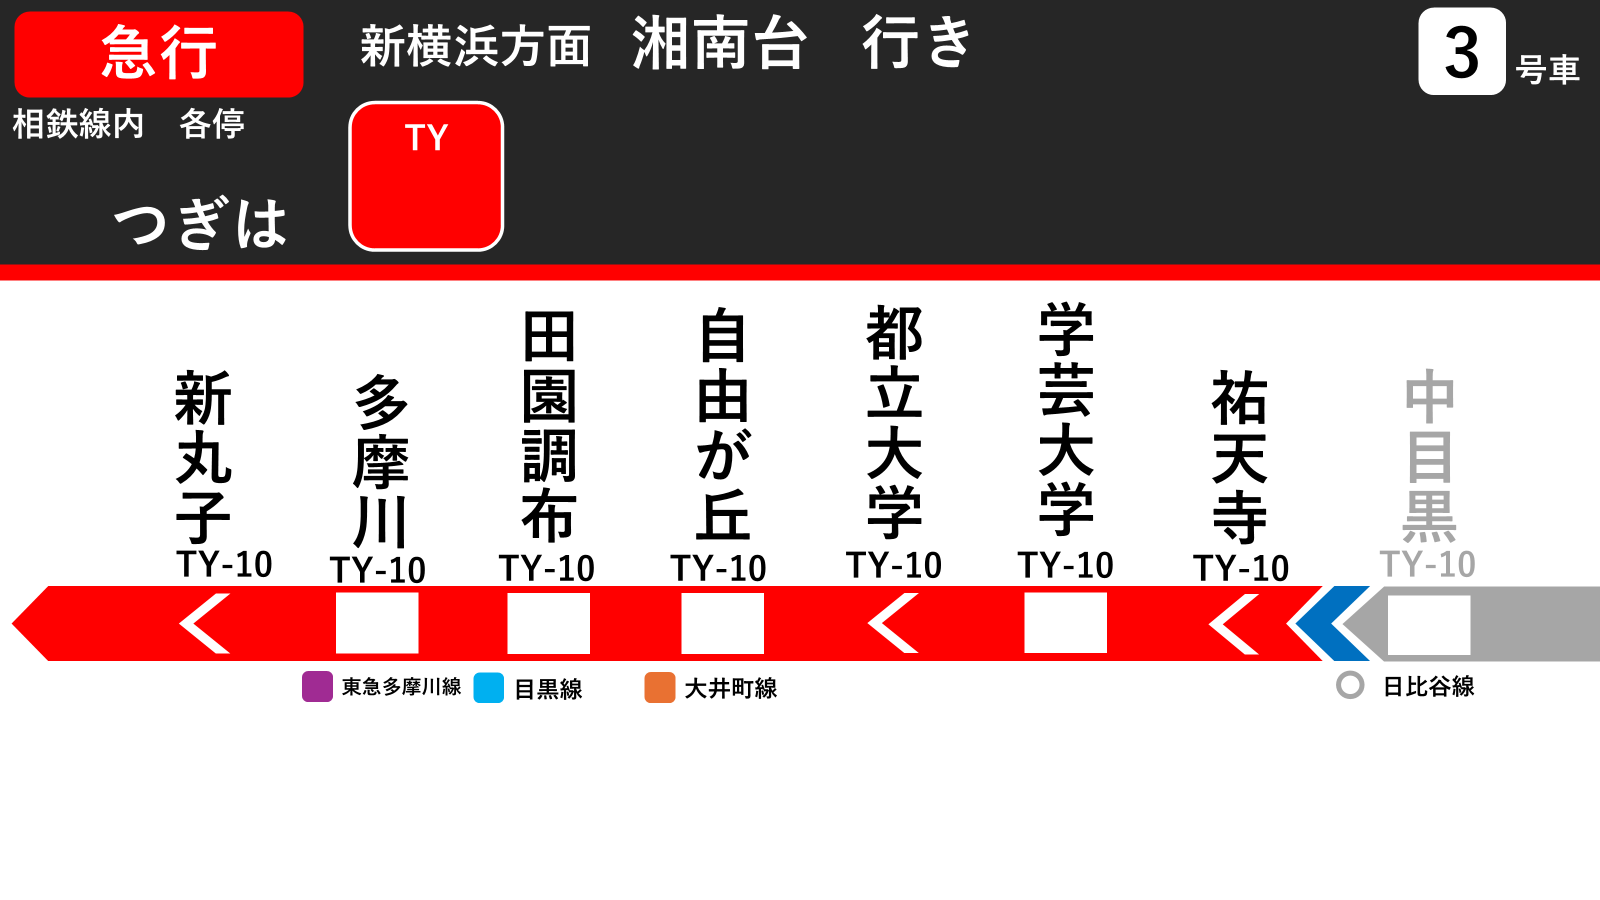 急行
新横浜方面 湘南台 行き
3 号車
相鉄線内 各停
TY
つぎは
新丸子
TY-10
多摩川
TY-10
田園調布
TY-10
自由が丘
TY-10
都立大学
TY-10
学芸大学
TY-10
祐天寺
TY-10
中目黒
TY-10
東急多摩川線
目黒線
大井町線
日比谷線